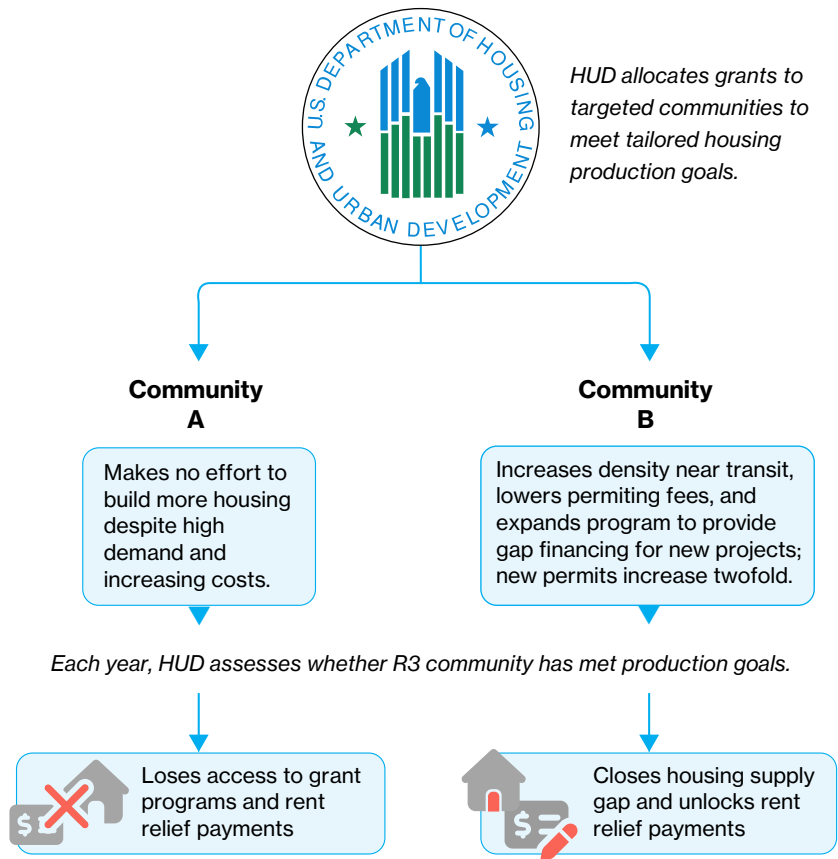 U.S. DEPARTMENT OF HOUSING
AND URBAN DEVELOPMENT
HUD allocates grants to
targeted communities to
meet tailored housing
production goals.
Community
A
Makes no effort to
build more housing
despite high
demand and
increasing costs.
Community
B
Increases density near transit,
lowers permiting fees, and
expands program to provide
gap financing for new projects;
new permits increase twofold.
Each year, HUD assesses whether R3 community has met production goals.
$
Loses access to grant
programs and rent
relief payments
$
Closes housing supply
gap and unlocks rent
relief payments